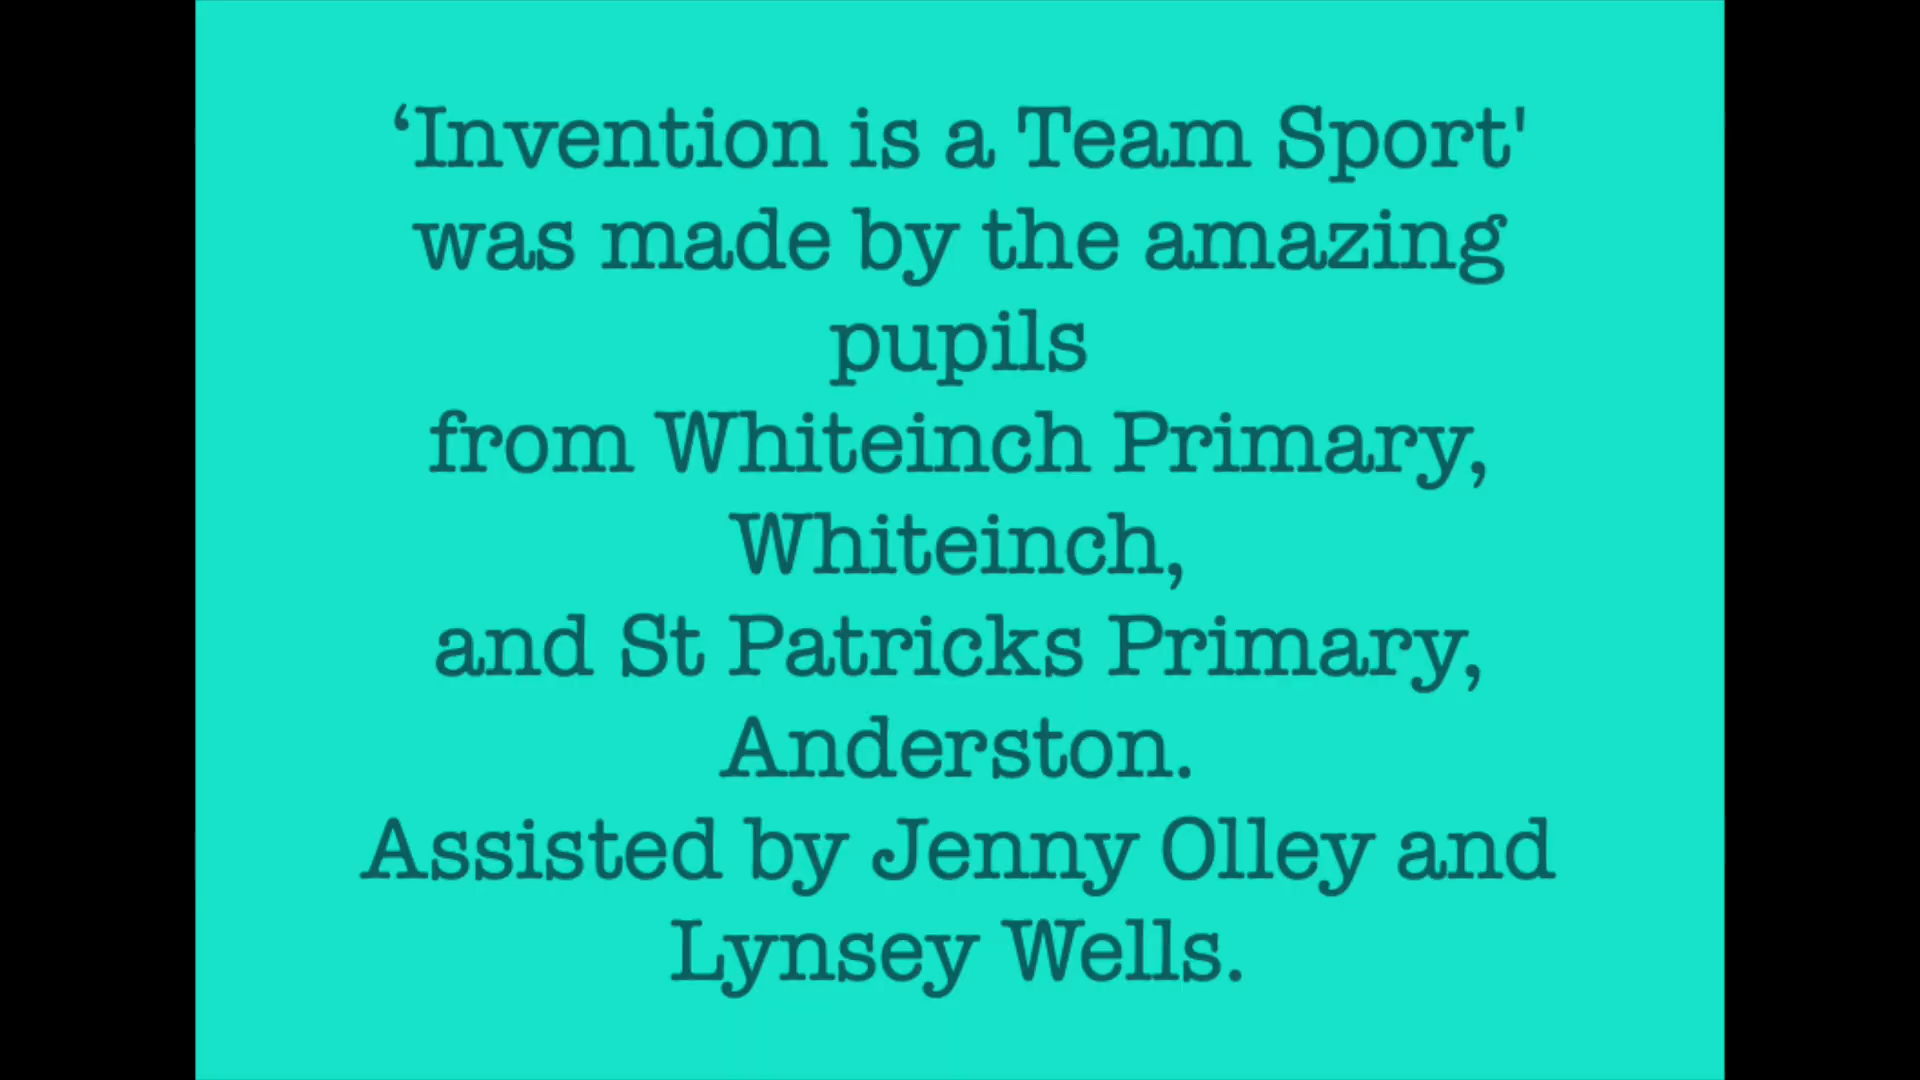 ‘Invention is a Team Sport'
was made by the amazing
pupils
from Whiteinch Primary,
Whiteinch,
and St Patricks Primary,
Anderston.
Assisted by Jenny Olley and
Lynsey Wells.